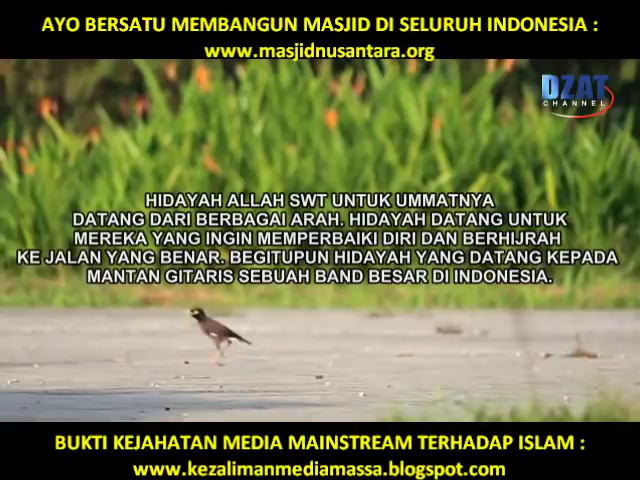 AYO BERSATU MEMBANGUN MASJID DI SELURUH INDONESIA :
www.masjidnusantara.org
DZAT
CHANNEL
HIDAYAH ALLAH SWT UNTUK UMMATNYA
DATANG DARI BERBAGAI ARAH. HIDAYAH DATANG UNTUK
MEREKA YANG INGIN MEMPERBAIKI DIRI DAN BERHIJRAH
KE JALAN YANG BENAR. BEGITUPUN HIDAYAH YANG DATANG KEPADA
MANTAN GITARIS SEBUAH BAND BESAR DI INDONESIA.
BUKTI KEJAHATAN MEDIA MAINSTREAM TERHADAP ISLAM :
www.kezalimanmediamassa.blogspot.com